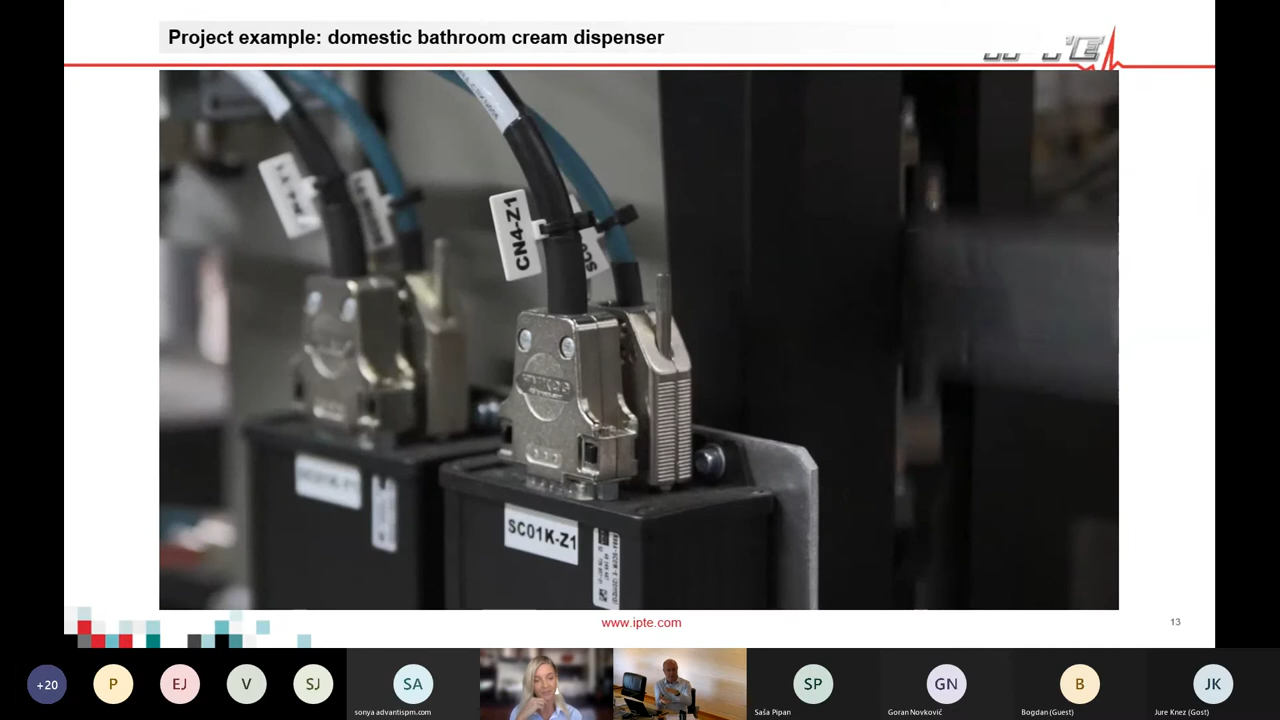 Project example: domestic bathroom cream dispenser
CN4-Z1
SC01K-Z1
www.ipte.com
13
+20
P
EJ
V
SJ
SA
SP
GN
B
JK
sonya advantispm.com
Saša Pipan
Goran Novković
Bogdan (Guest)
Jure Knez (Gost)